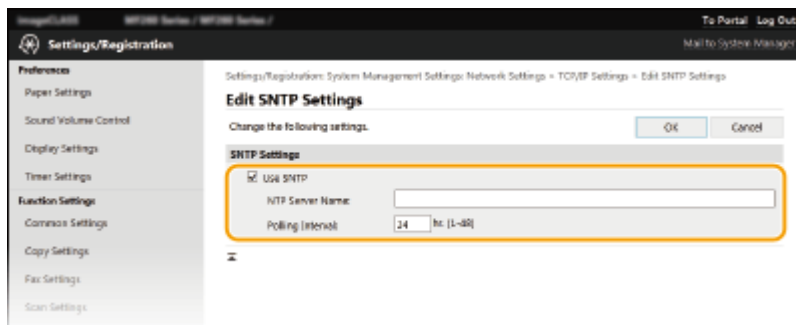 To Portal Log Out
Settings/Registration
Mail to System Manager
Preferences
Paper Settings
Sound Volume Control
Display Settings
Timer Settings
Function Settings
Common Settings
Copy Settings
Fax Settings
Scan Settings
Settings/Registration: System Management Settings: Network Settings > TCP/IP Settings > Edit SNTP Settings
Edit SNTP Settings
Change the following settings.
OK
Cancel
SNTP Settings
Use SNTP
NTP Server Name:
Polling Interval: 24 hr. (1-48)